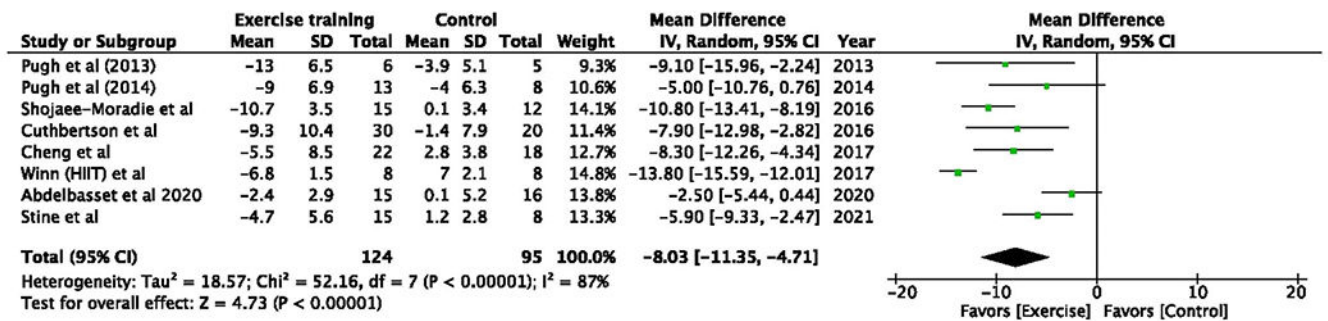 Exercise training Control Mean Difference Mean Difference
Study or Subgroup Mean SD Total Mean SD Total Weight IV, Random, 95% CI Year IV, Random, 95% CI
Pugh et al (2013) −13 6.5 6 −3.9 5.1 5 9.3% −9.10 [−15.96, −2.24] 2013
Pugh et al (2014) −9 6.9 13 −4 6.3 8 10.6% −5.00 [−10.76, 0.76] 2014
Shojaee-Moradie et al −10.7 3.5 15 0.1 3.4 12 14.1% −10.80 [−13.41, −8.19] 2016
Cuthbertson et al −9.3 10.4 30 −1.4 7.9 20 11.4% −7.90 [−12.98, −2.82] 2016
Cheng et al −5.5 8.5 22 2.8 3.8 18 12.7% −8.30 [−12.26, −4.34] 2017
Winn (HIIT) et al −6.8 1.5 8 7 2.1 8 14.8% −13.80 [−15.59, −12.01] 2017
Abdelbasset et al 2020 −2.4 2.9 15 0.1 5.2 16 13.8% −2.50 [−5.44, 0.44] 2020
Stine et al −4.7 5.6 15 1.2 2.8 8 13.3% −5.90 [−9.33, −2.47] 2021
Total (95% CI) 124 95 100.0% −8.03 [−11.35, −4.71]
Heterogeneity: Tau² = 18.57; Chi² = 52.16, df = 7 (P < 0.00001); I² = 87%
Test for overall effect: Z = 4.73 (P < 0.00001)
−20 −10 0 10 20
Favors [Exercise] Favors [Control]